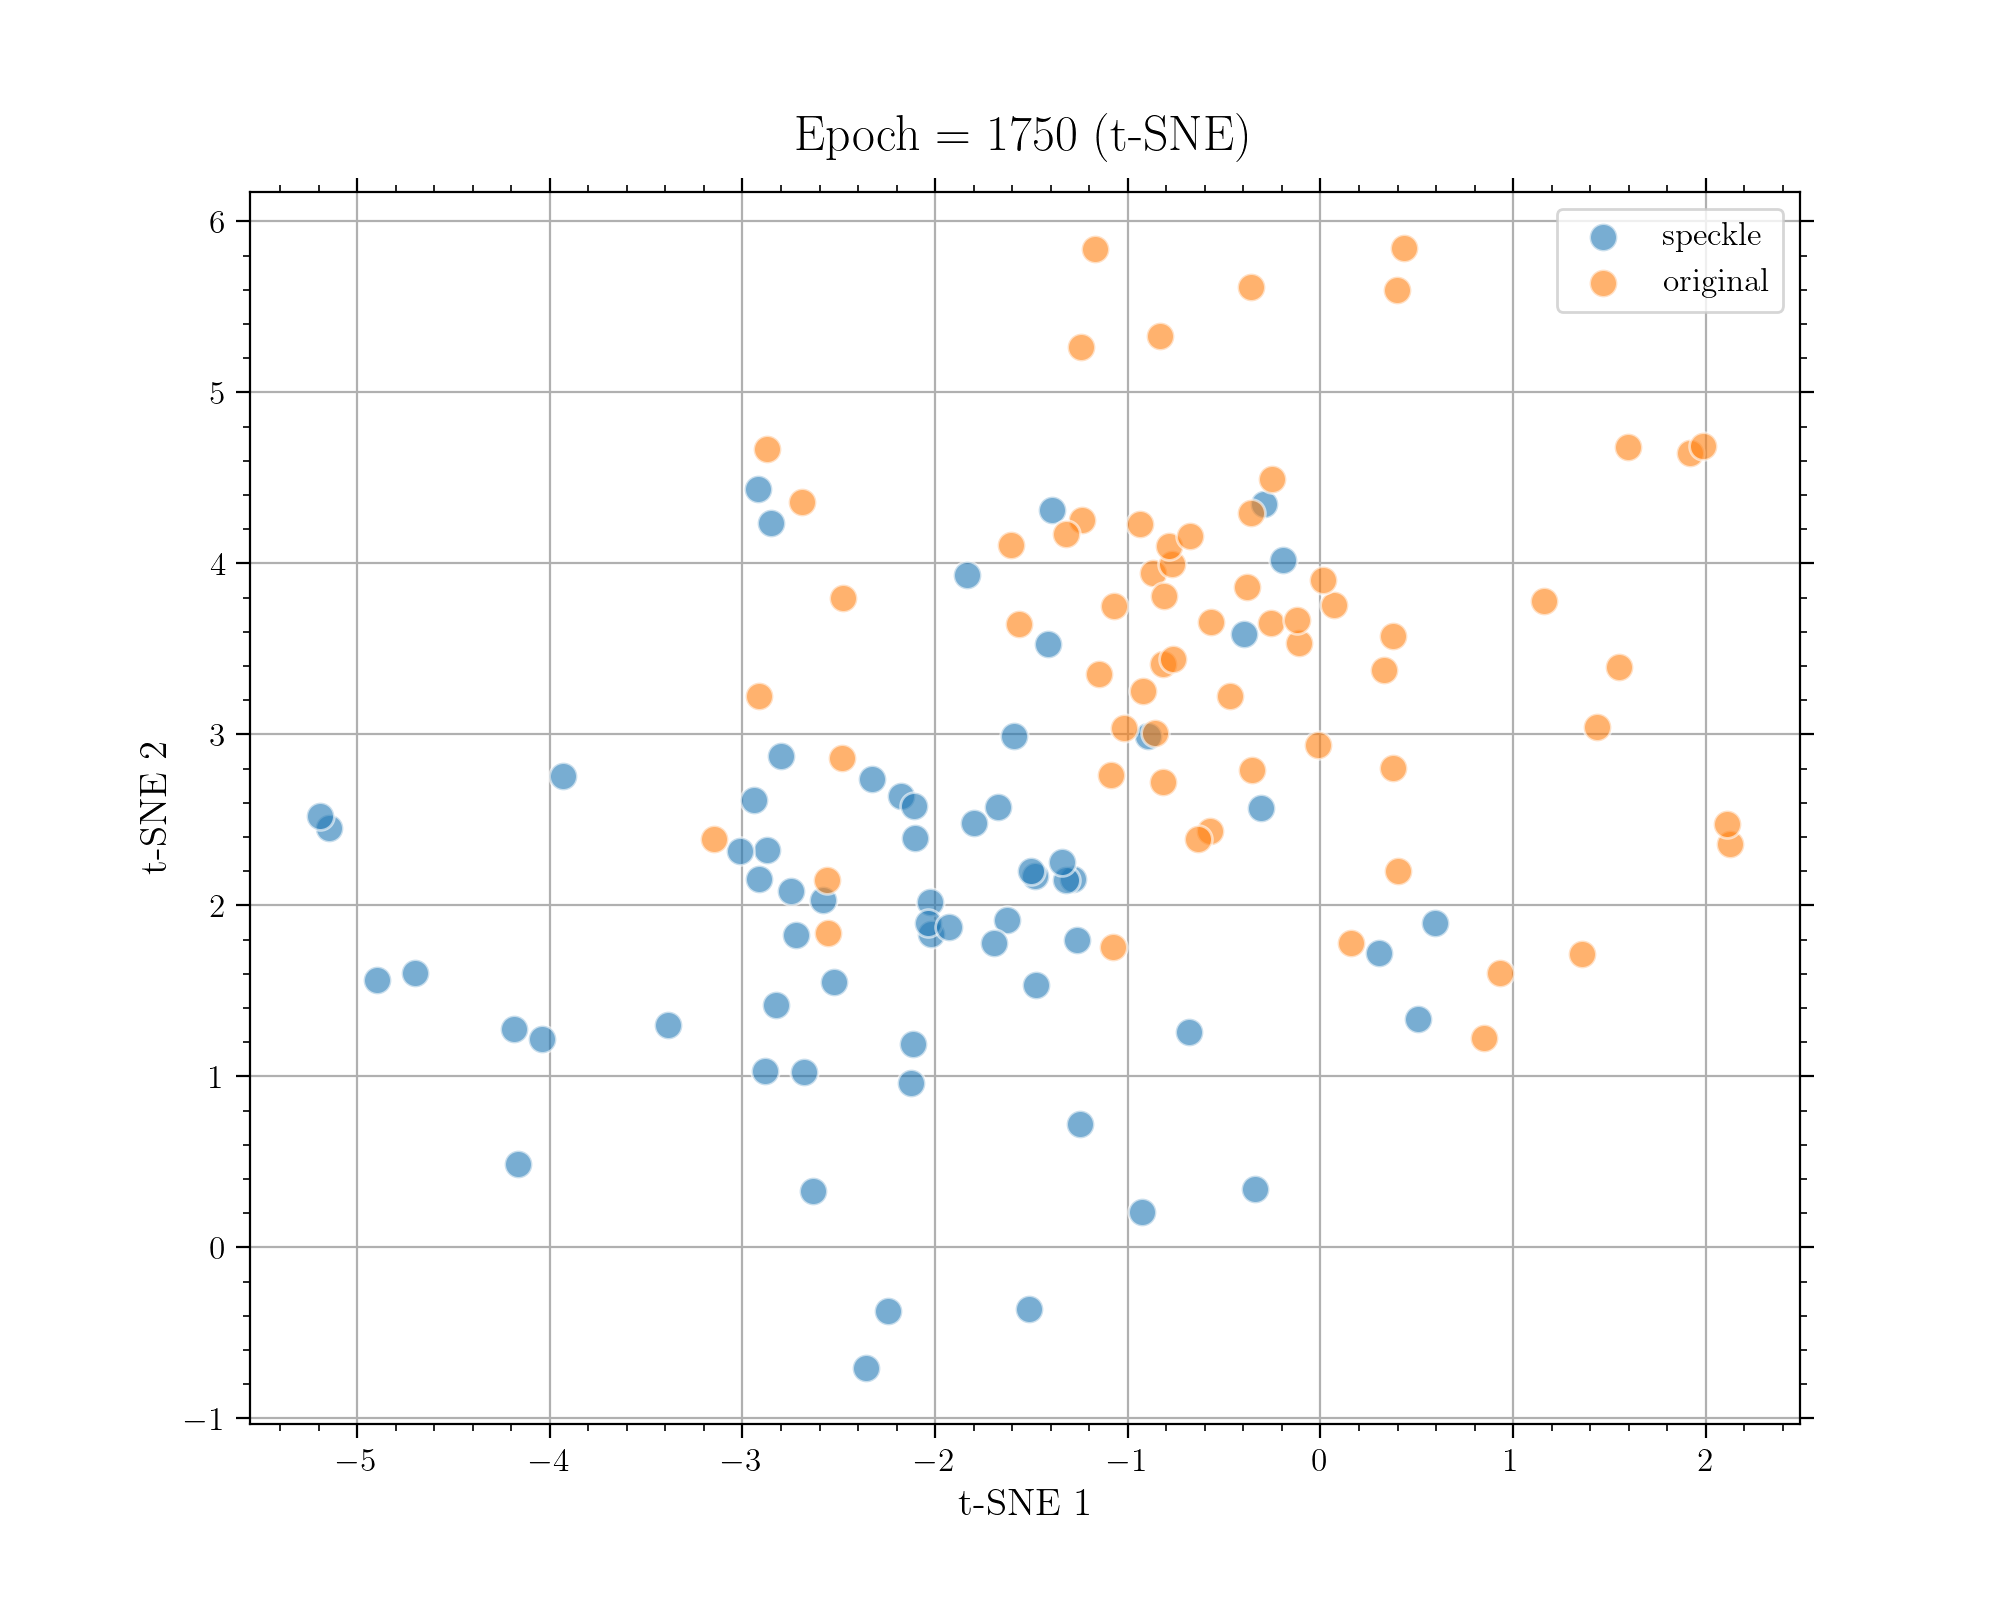 Epoch = 1750 (t-SNE)
speckle
original
6
5
4
3
2
1
0
−1
t-SNE 2
−5 −4 −3 −2 −1 0 1 2
t-SNE 1